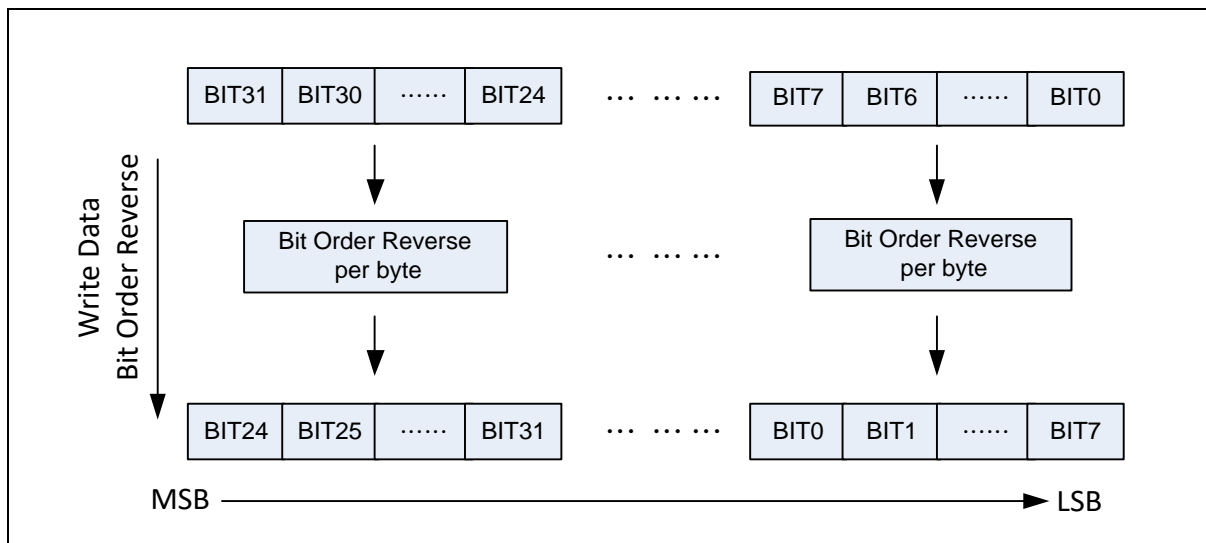 BIT31 BIT30 ⋯⋯ BIT24 ⋯ ⋯ ⋯ BIT7 BIT6 ⋯⋯ BIT0
Write Data
Bit Order Reverse
Bit Order Reverse
per byte
⋯ ⋯ ⋯
Bit Order Reverse
per byte
BIT24 BIT25 ⋯⋯ BIT31 ⋯ ⋯ ⋯ BIT0 BIT1 ⋯⋯ BIT7
MSB LSB